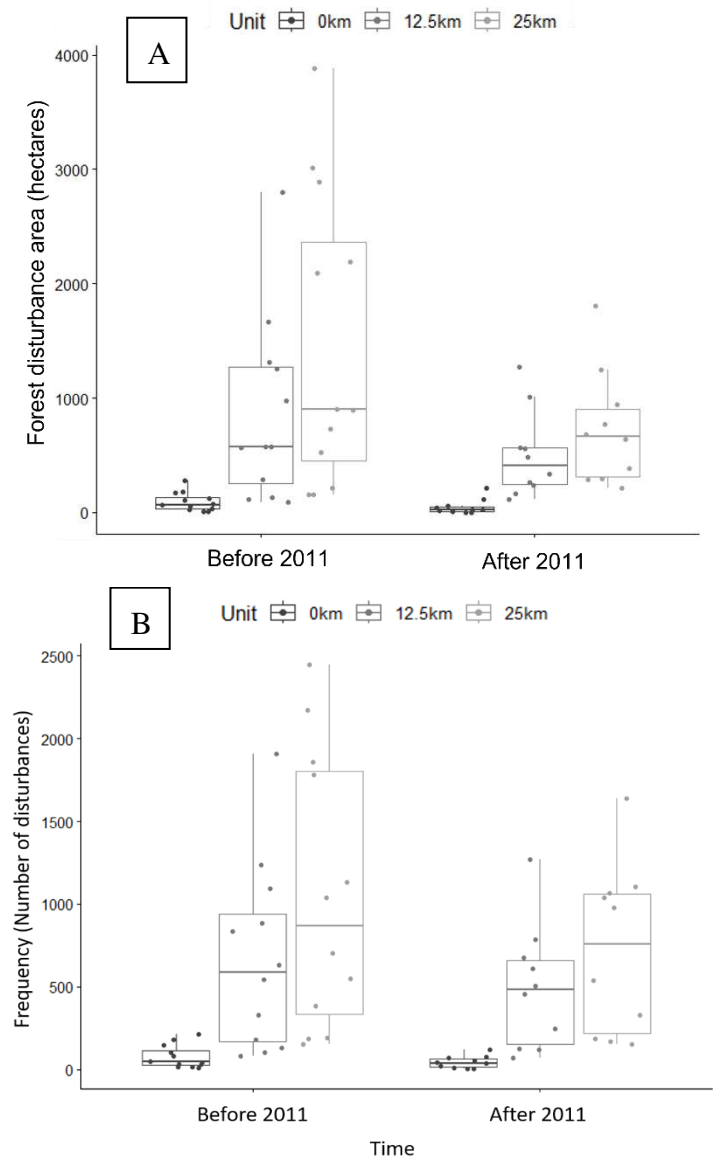 Unit 0km 12.5km 25km
A
Forest disturbance area (hectares)
4000
3000
2000
1000
0
Before 2011 After 2011
Unit 0km 12.5km 25km
B
Frequency (Number of disturbances)
2500
2000
1500
1000
500
0
Before 2011 After 2011
Time